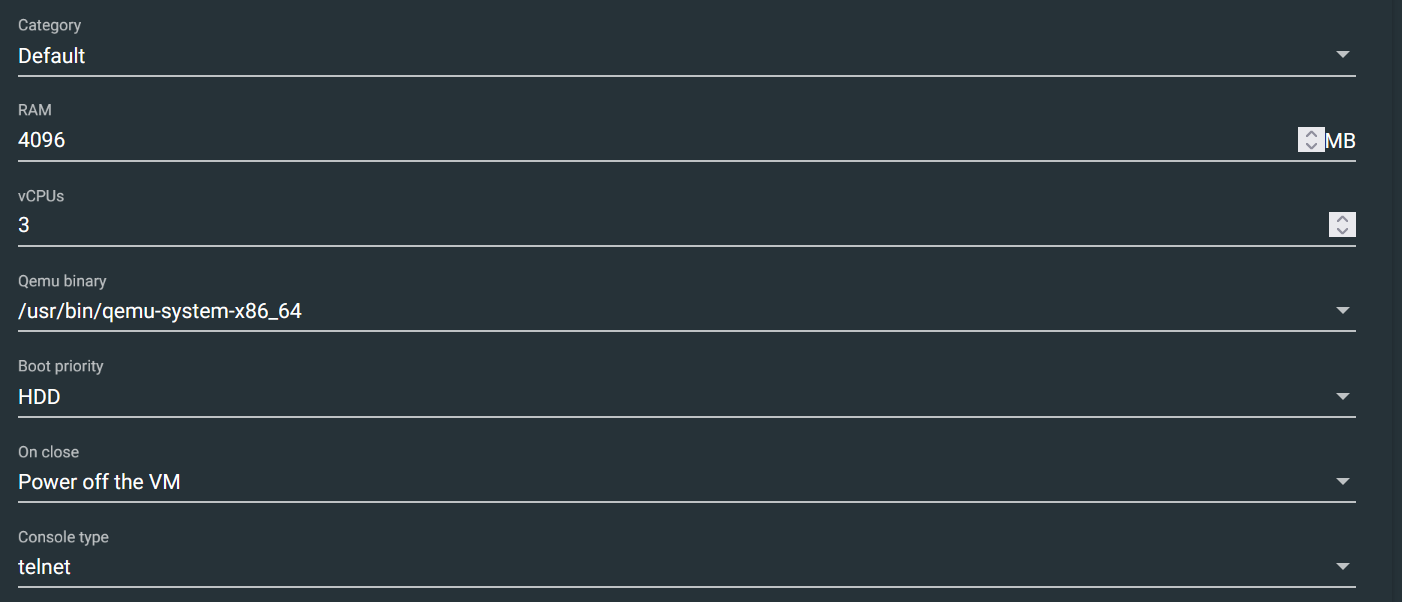 Category
Default
RAM
4096
MB
vCPUs
3
Qemu binary
/usr/bin/qemu-system-x86_64
Boot priority
HDD
On close
Power off the VM
Console type
telnet